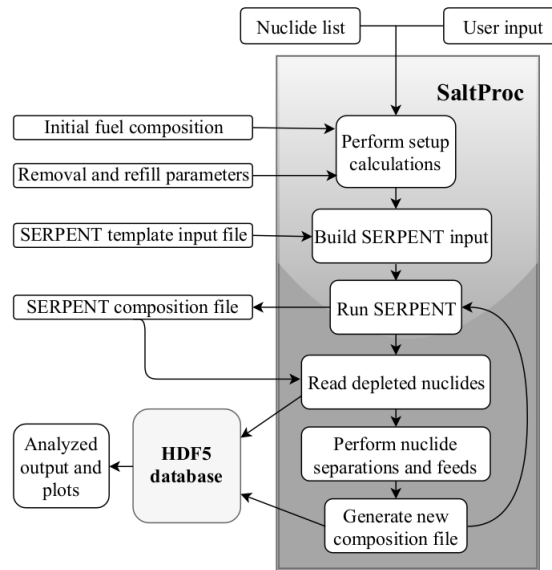 Nuclide list
User input
SaltProc
Initial fuel composition
Perform setup
calculations
Removal and refill parameters
SERPENT template input file
Build SERPENT input
SERPENT composition file
Run SERPENT
Read depleted nuclides
Analyzed
output and
plots
HDF5
database
Perform nuclide
separations and feeds
Generate new
composition file